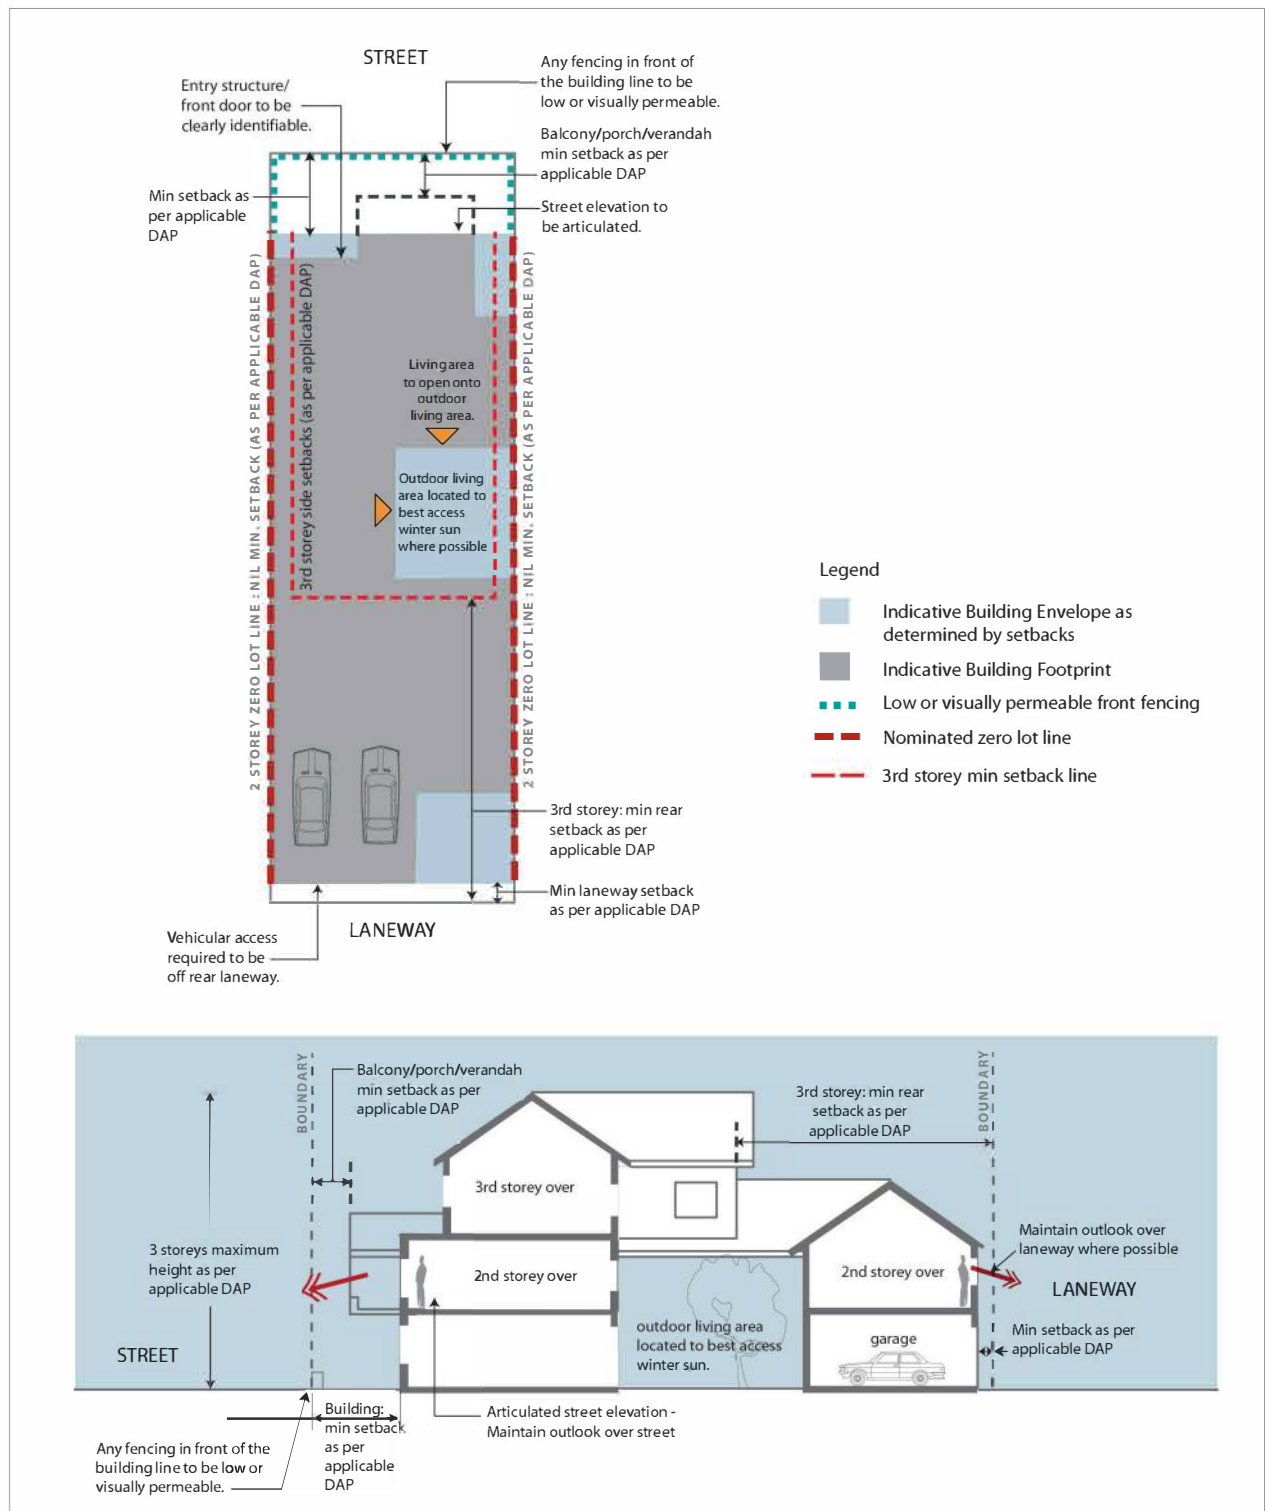 STREET
Any fencing in front of
the building line to be
low or visually permeable.
Entry structure/
front door to be
clearly identifiable.
Balcony/porch/verandah
min setback as per
applicable DAP
Min setback as
per applicable
DAP
Street elevation to
be articulated.
2 STOREY ZERO LOT LINE : NIL MIN. SETBACK (AS PER APPLICABLE DAP)
3rd storey side setbacks (as per applicable DAP)
2 STOREY ZERO LOT LINE : NIL MIN. SETBACK (AS PER APPLICABLE DAP)
Living area
to open onto
outdoor
living area.
Outdoor living
area located to
best access
winter sun
where possible
Legend
Indicative Building Envelope as
determined by setbacks
Indicative Building Footprint
Low or visually permeable front fencing
Nominated zero lot line
3rd storey min setback line
3rd storey: min rear
setback as per
applicable DAP
Min laneway setback
as per applicable DAP
LANEWAY
Vehicular access
required to be
off rear laneway.
BOUNDARY
Balcony/porch/verandah
min setback as per
applicable DAP
3rd storey: min rear
setback as per
applicable DAP
BOUNDARY
3rd storey over
3 storeys maximum
height as per
applicable DAP
2nd storey over
2nd storey over
Maintain outlook over
laneway where possible
LANEWAY
STREET
outdoor living area
located to best access
winter sun.
garage
Min setback as per
applicable DAP
Building:
min setback
as per
applicable
DAP
Articulated street elevation -
Maintain outlook over street
Any fencing in front of the
building line to be low or
visually permeable.